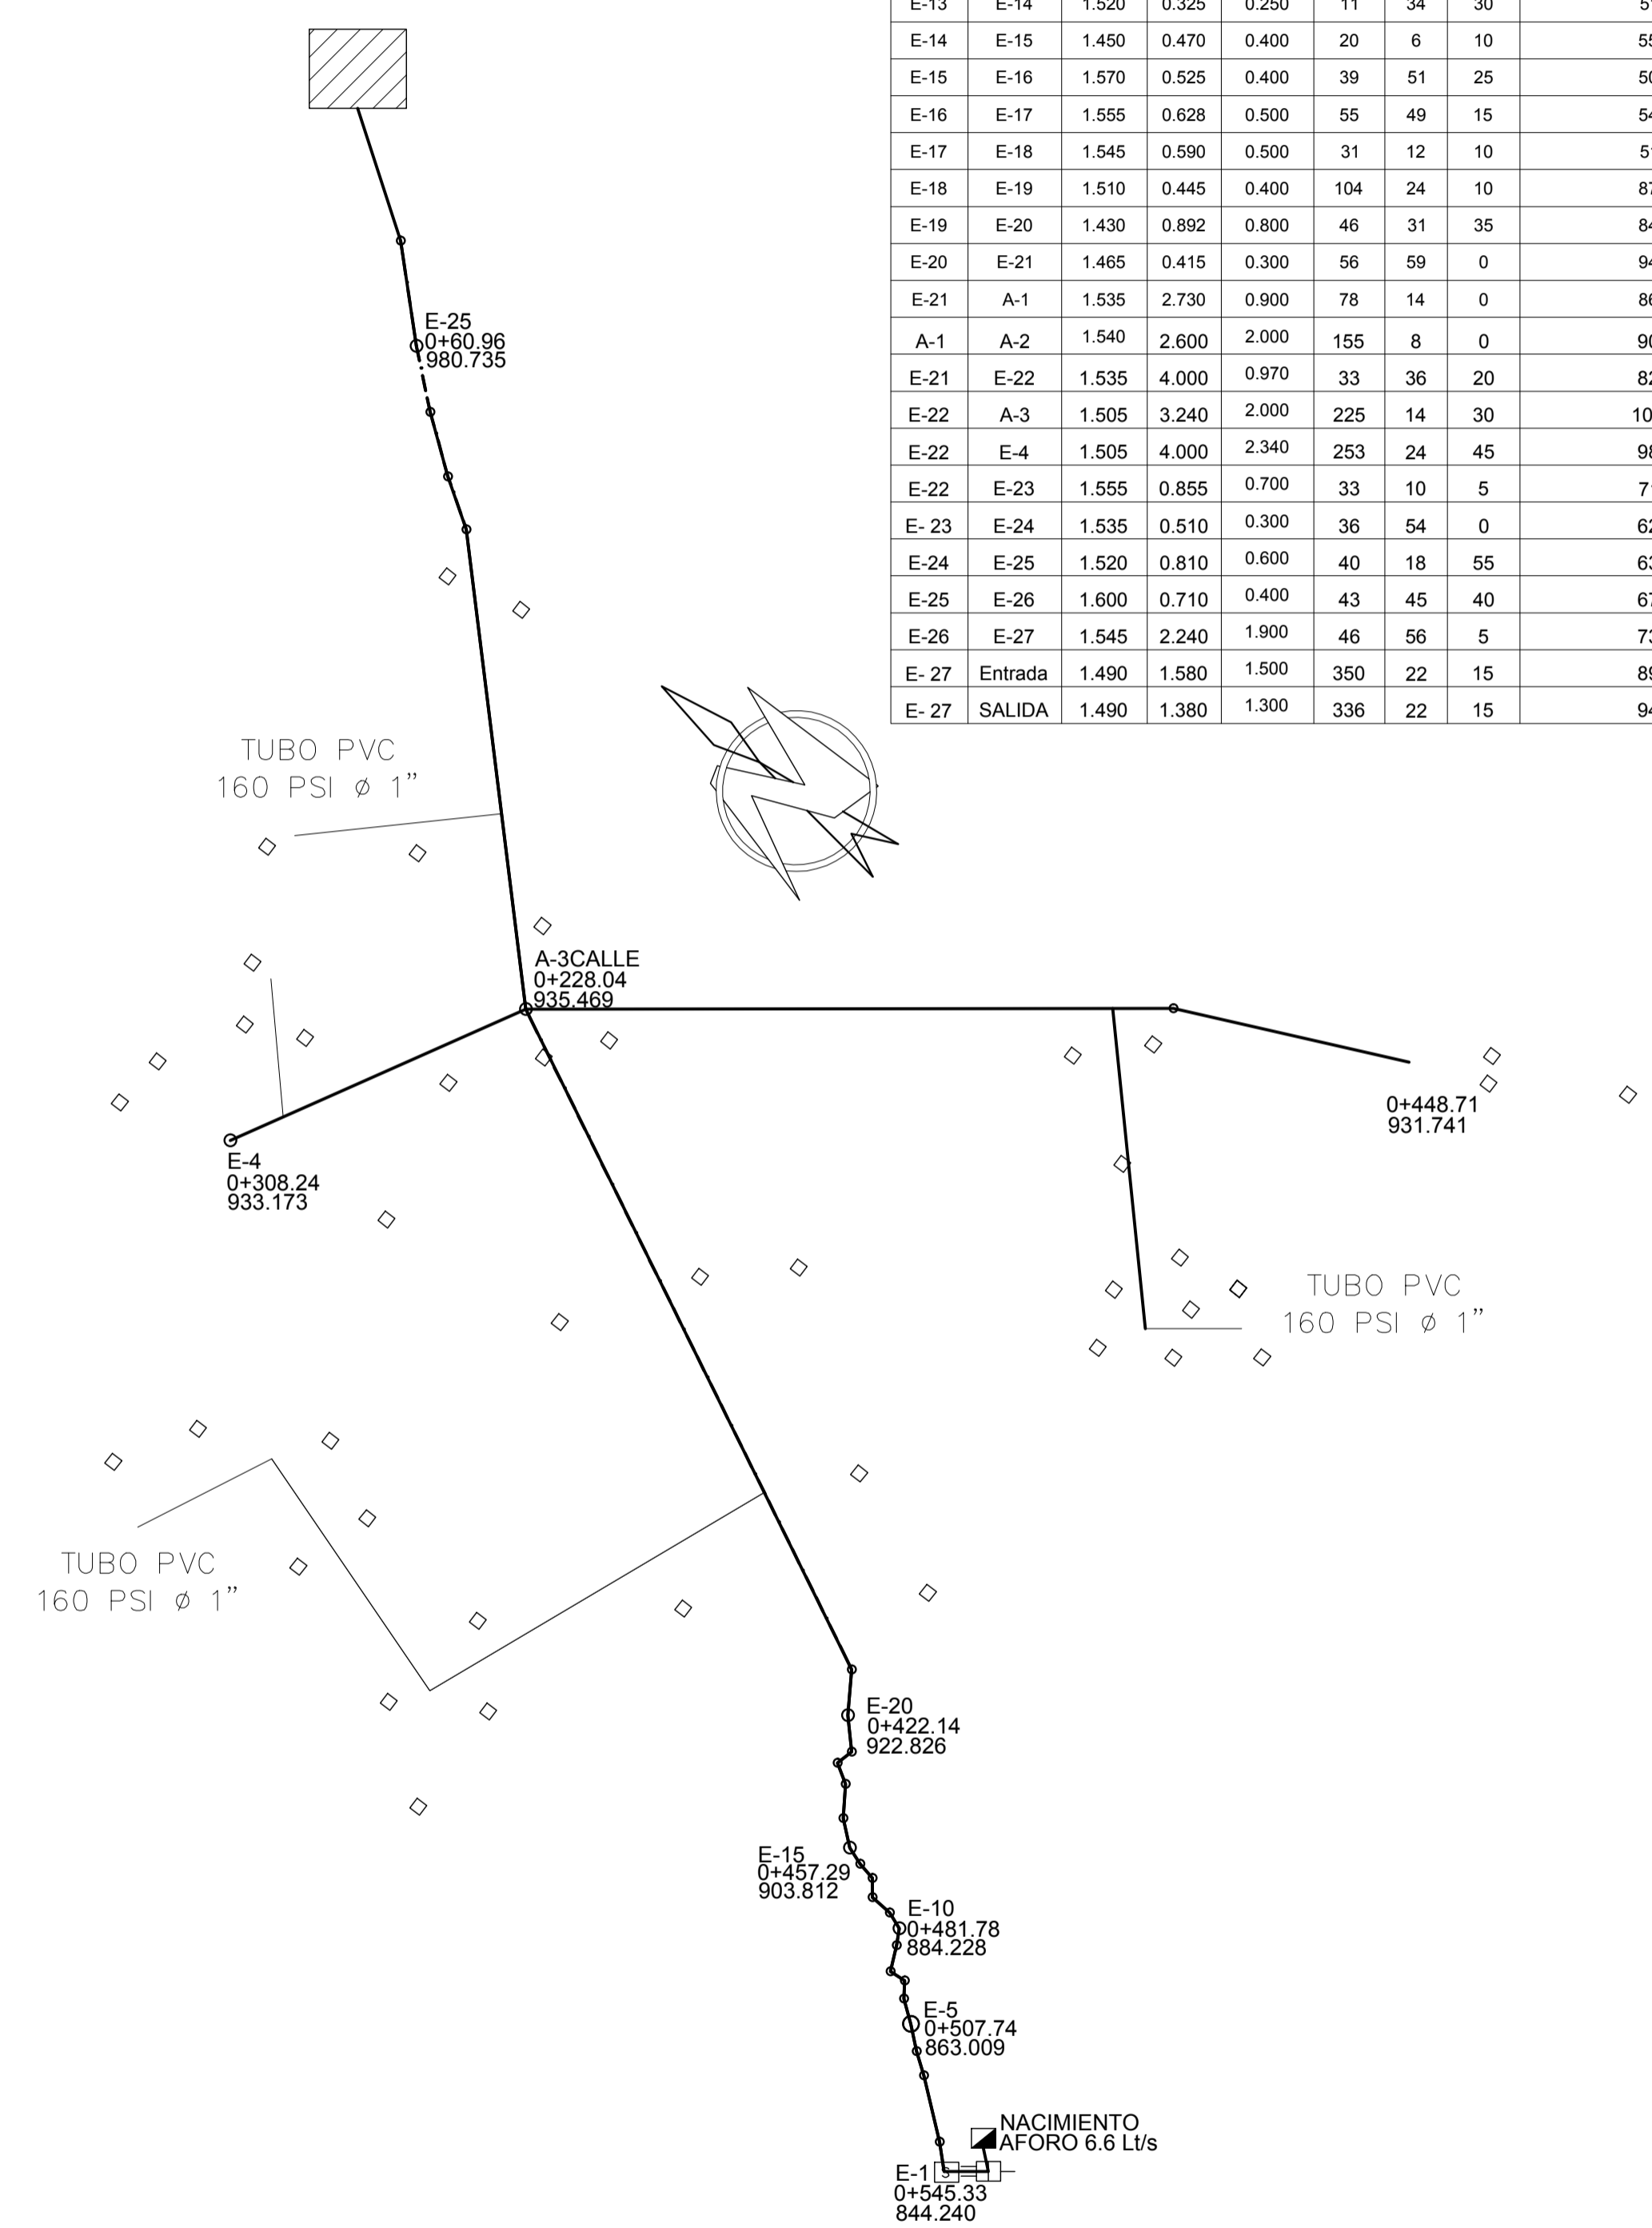 E-13 E-14 1.520 0.325 0.250 11 34 30
E-14 E-15 1.450 0.470 0.400 20 6 10
E-15 E-16 1.570 0.525 0.400 39 51 25
E-16 E-17 1.555 0.628 0.500 55 49 15
E-17 E-18 1.545 0.590 0.500 31 12 10
E-18 E-19 1.510 0.445 0.400 104 24 10
E-19 E-20 1.430 0.892 0.800 46 31 35
E-20 E-21 1.465 0.415 0.300 56 59 0
E-21 A-1 1.535 2.730 0.900 78 14 0
A-1 A-2 1.540 2.600 2.000 155 8 0
E-21 E-22 1.535 4.000 0.970 33 36 20
E-22 A-3 1.505 3.240 2.000 225 14 30
E-22 E-4 1.505 4.000 2.340 253 24 45
E-22 E-23 1.555 0.855 0.700 33 10 5
E- 23 E-24 1.535 0.510 0.300 36 54 0
E-24 E-25 1.520 0.810 0.600 40 18 55
E-25 E-26 1.600 0.710 0.400 43 45 40
E-26 E-27 1.545 2.240 1.900 46 56 5
E- 27 Entrada 1.490 1.580 1.500 350 22 15
E- 27 SALIDA 1.490 1.380 1.300 336 22 15
E-25
0+60.96
980.735
TUBO PVC
160 PSI ø 1”
A-3CALLE
0+228.04
935.469
0+448.71
931.741
E-4
0+308.24
933.173
TUBO PVC
160 PSI ø 1”
TUBO PVC
160 PSI ø 1”
E-20
0+422.14
922.826
E-15
0+457.29
903.812
E-10
0+481.78
884.228
E-5
0+507.74
863.009
NACIMIENTO
AFORO 6.6 Lt/s
E-1 S
0+545.33
844.240